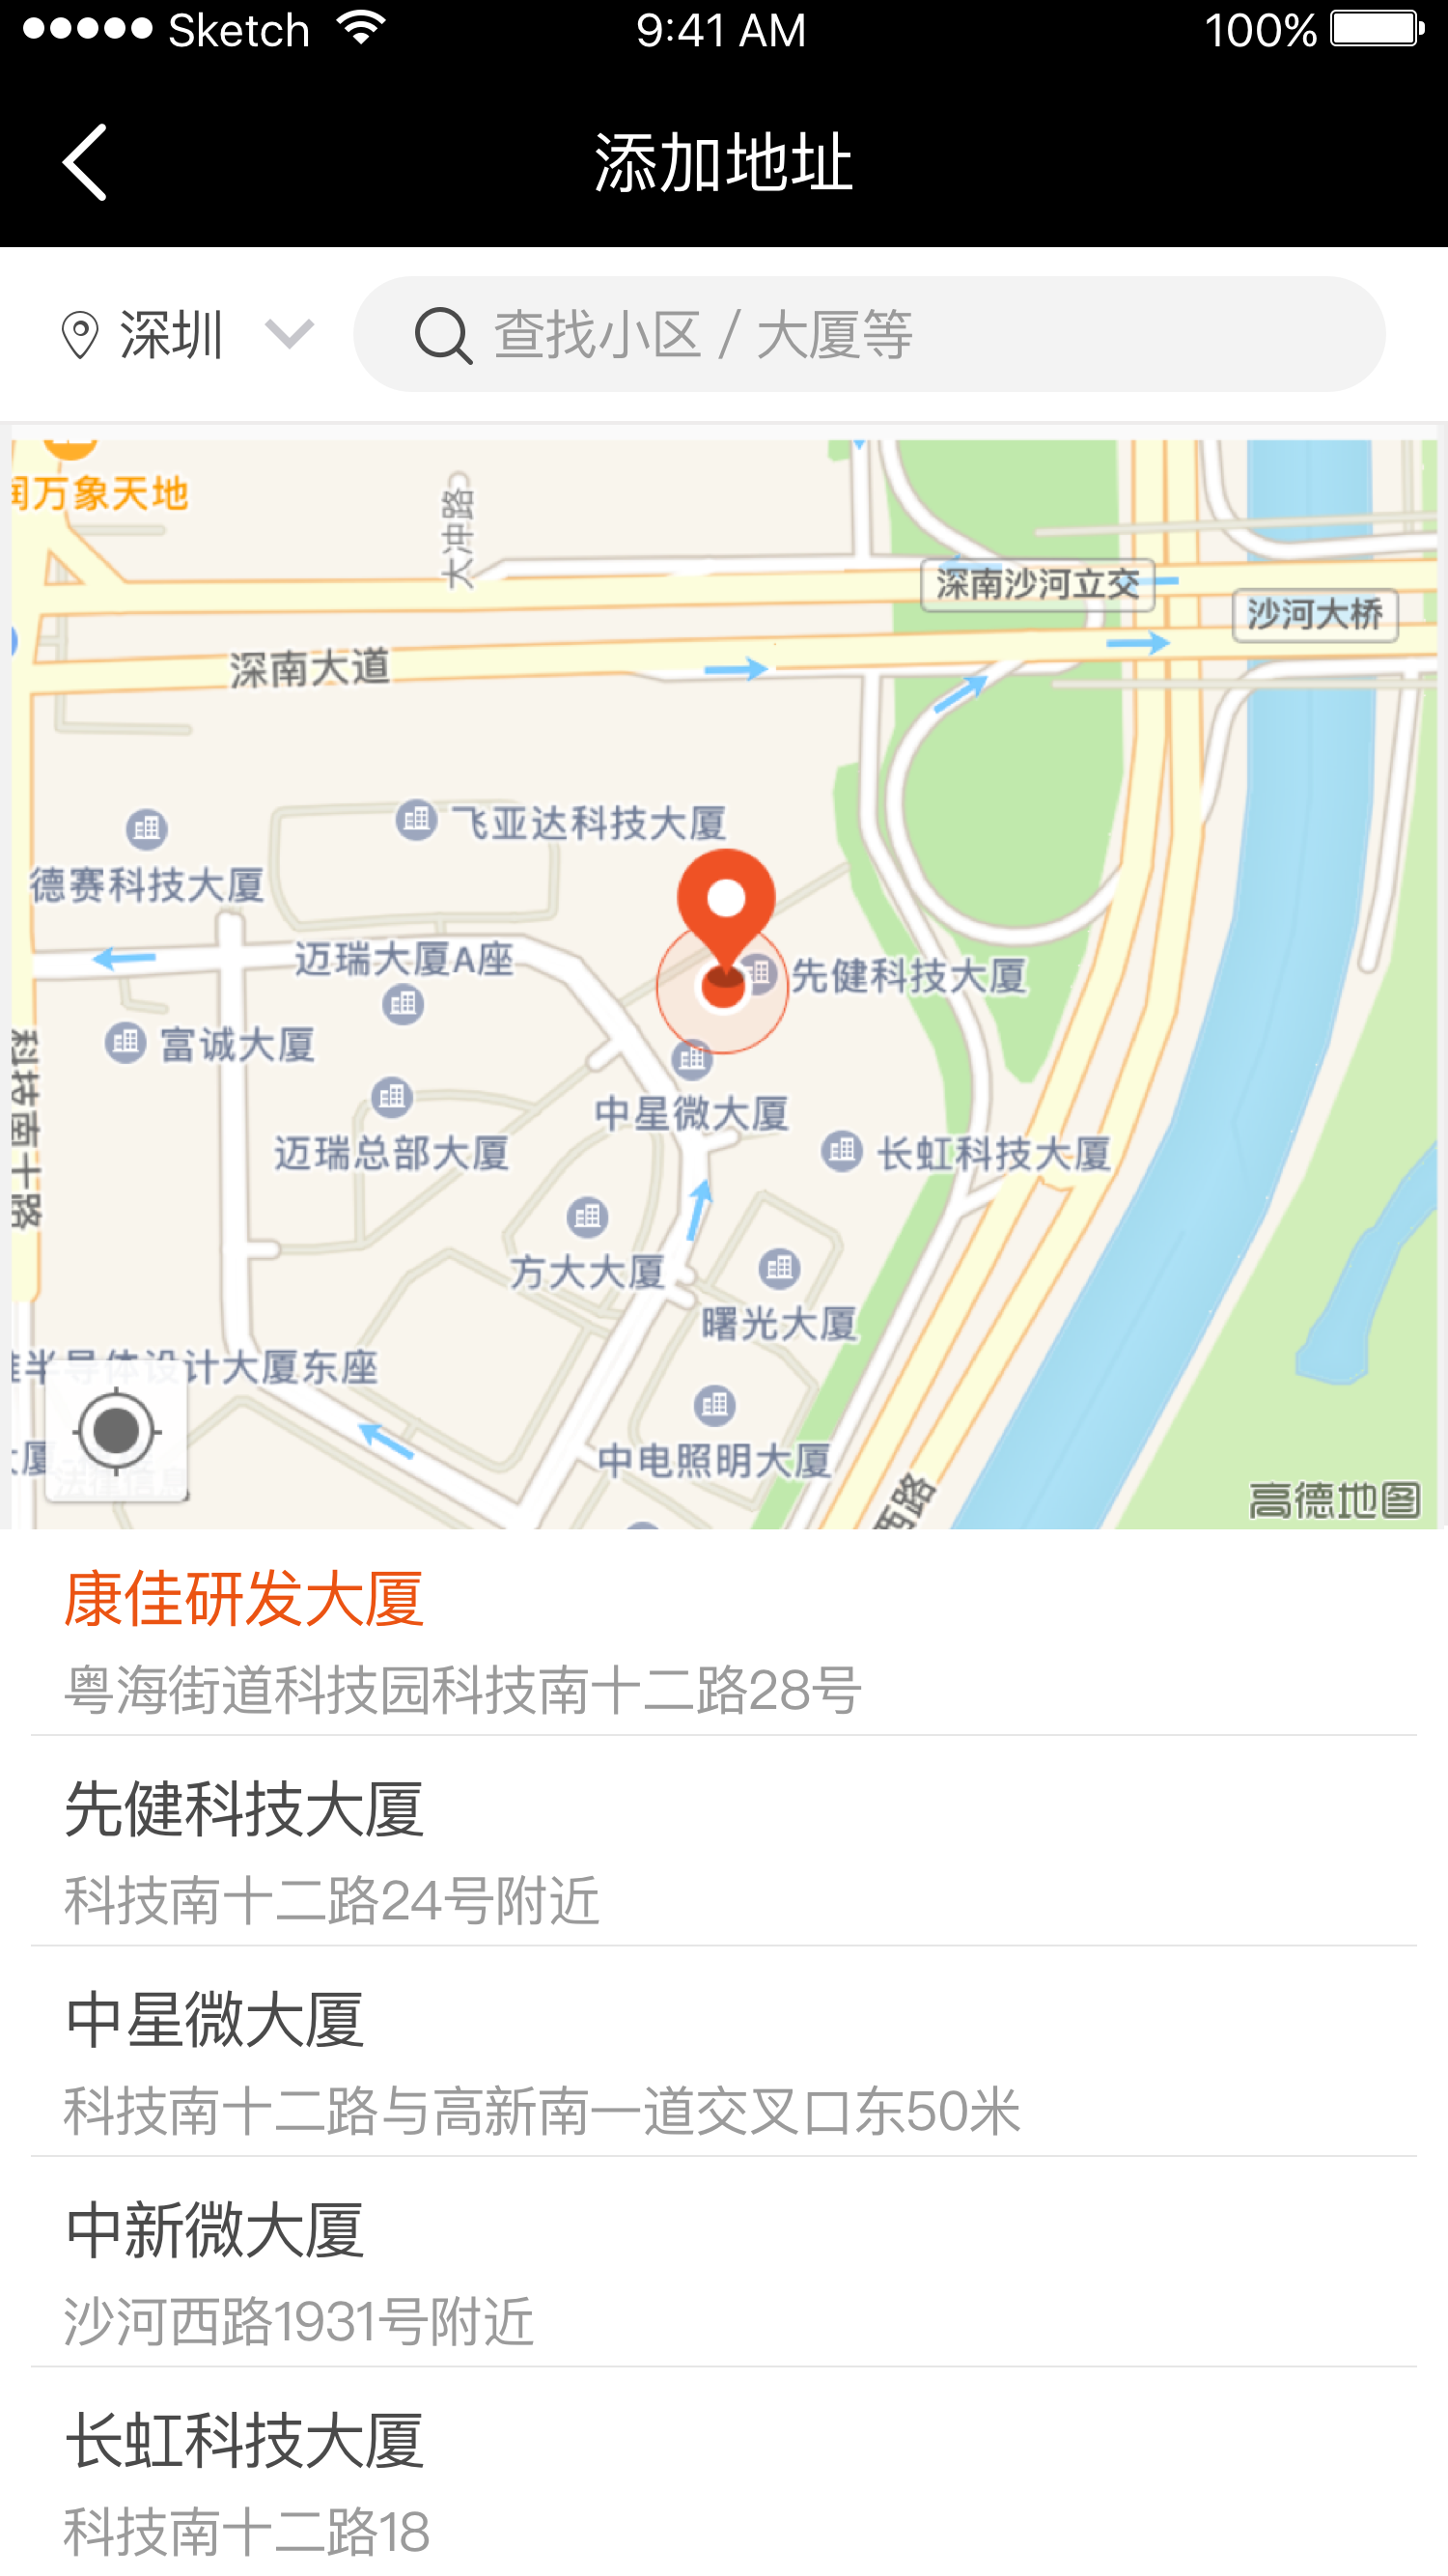 Sketch 9:41 AM 100%
添加地址
深圳 查找小区 / 大厦等
万象天地
大冲路
深南沙河立交
沙河大桥
深南大道
飞亚达科技大厦
德赛科技大厦
迈瑞大厦A座
先健科技大厦
富诚大厦
中星微大厦
迈瑞总部大厦
长虹科技大厦
科技南十路
方大大厦
曙光大厦
半导体设计大厦东座
中电照明大厦
大厦
法律信息
西路
高德地图
康佳研发大厦
粤海街道科技园科技南十二路28号
先健科技大厦
科技南十二路24号附近
中星微大厦
科技南十二路与高新南一道交叉口东50米
中新微大厦
沙河西路1931号附近
长虹科技大厦
科技南十二路18